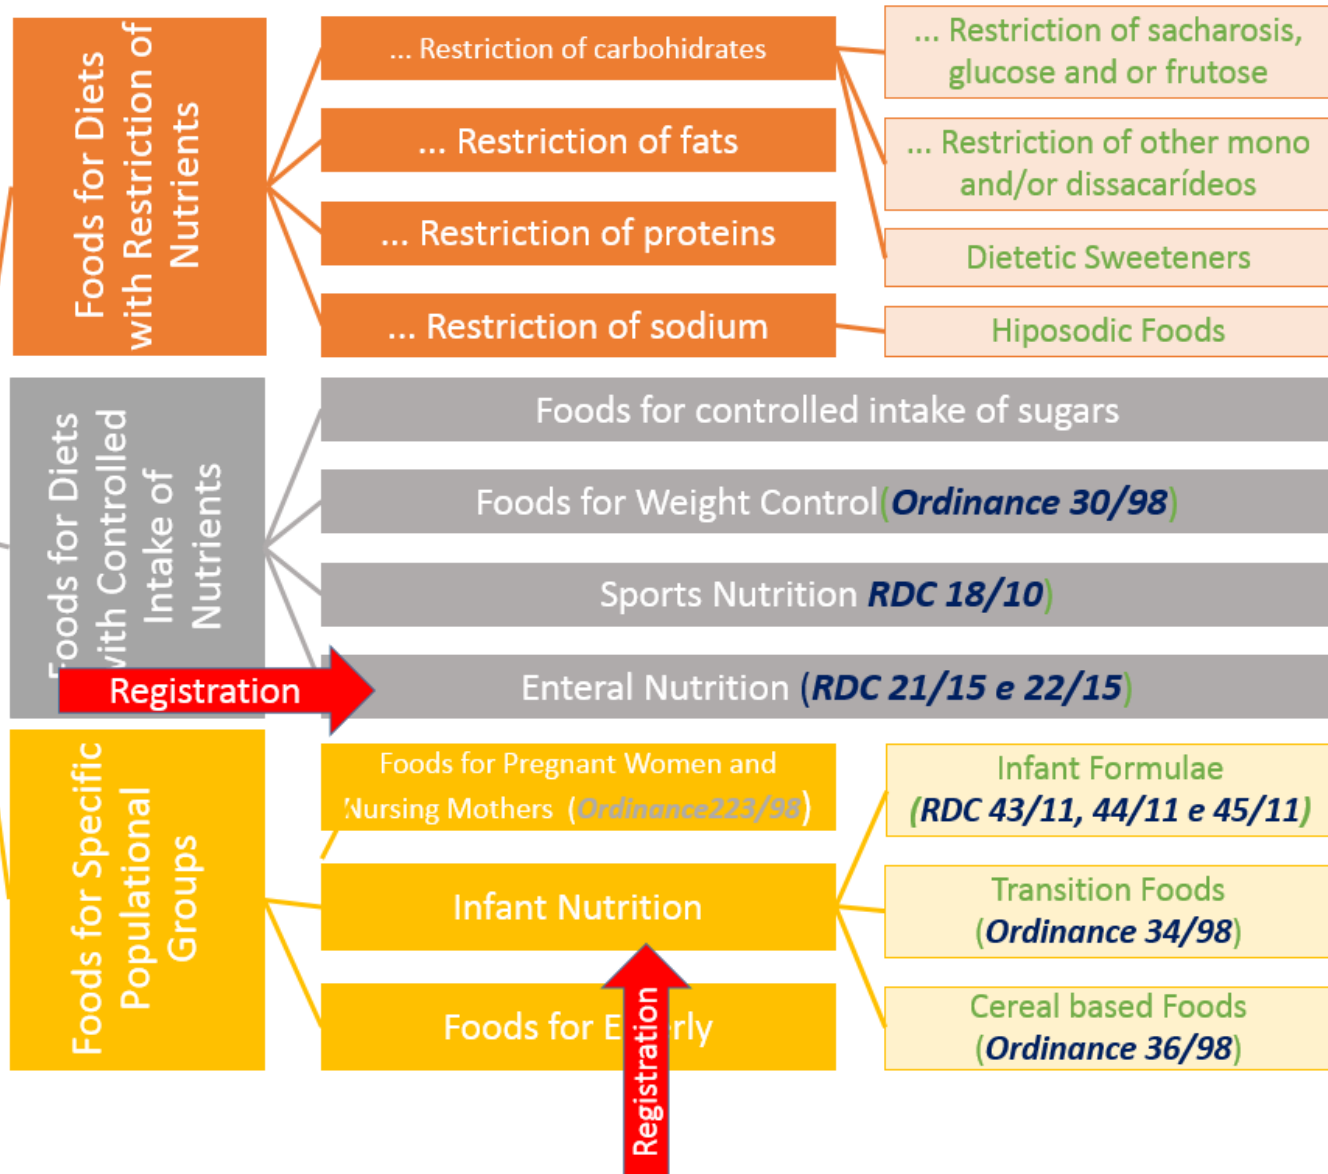 Foods for Diets
with Restriction of
Nutrients
... Restriction of carbohidrates
... Restriction of sacharosis,
glucose and or frutose
... Restriction of other mono
and/or dissacarídeos
Dietetic Sweeteners
... Restriction of fats
... Restriction of proteins
... Restriction of sodium
Hiposodic Foods
Foods for Diets
with Controlled
Intake of
Nutrients
Foods for controlled intake of sugars
Foods for Weight Control(Ordinance 30/98)
Sports Nutrition RDC 18/10)
Registration
Enteral Nutrition (RDC 21/15 e 22/15)
Foods for Specific
Populational
Groups
Foods for Pregnant Women and
Nursing Mothers (Ordinance223/98)
Infant Nutrition
Infant Formulae
(RDC 43/11, 44/11 e 45/11)
Transition Foods
(Ordinance 34/98)
Cereal based Foods
(Ordinance 36/98)
Foods for Elderly
Registration